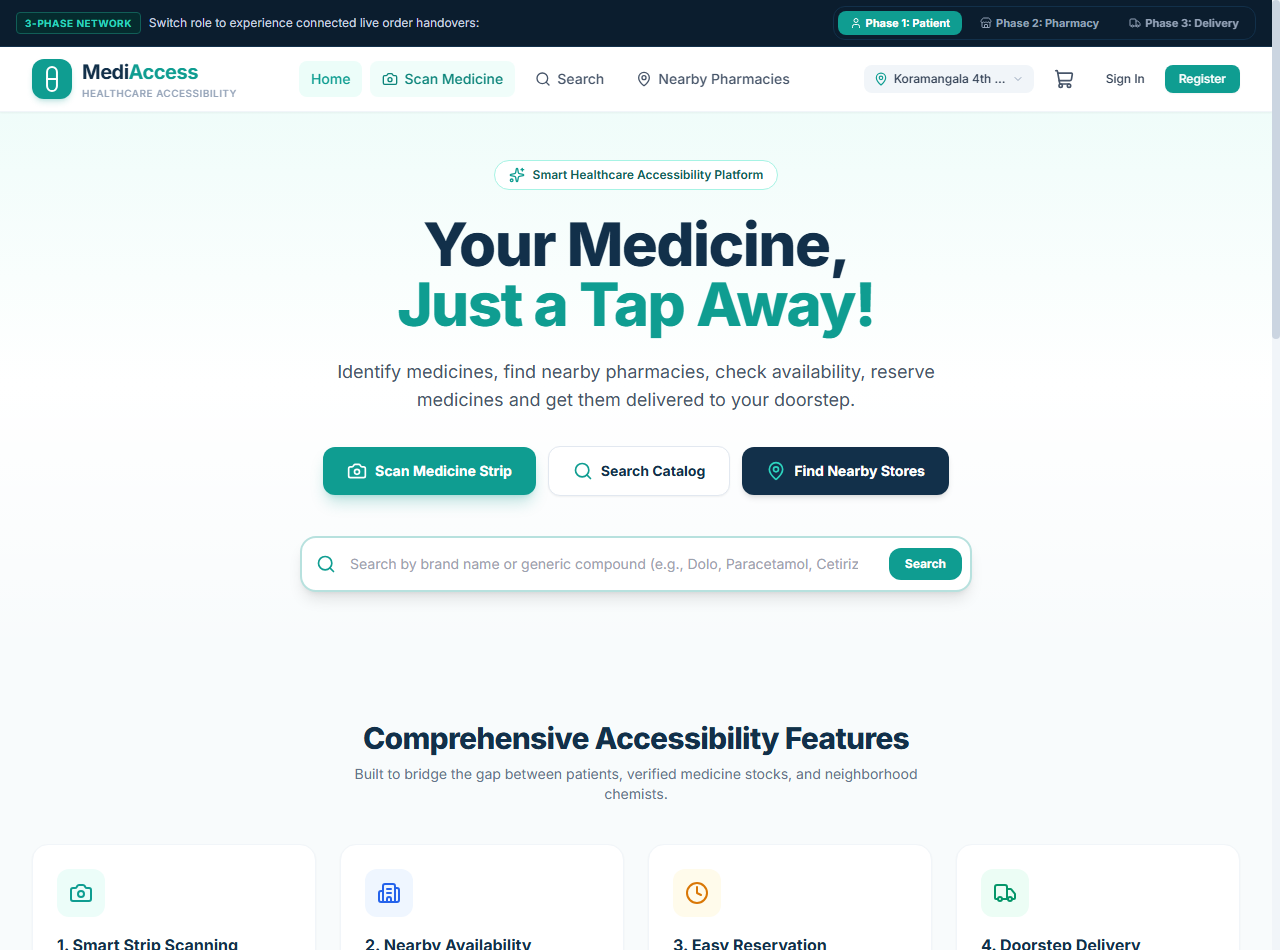 3-PHASE NETWORK Switch role to experience connected live order handovers: Phase 1: Patient Phase 2: Pharmacy Phase 3: Delivery
MediAccess
HEALTHCARE ACCESSIBILITY
Home Scan Medicine Search Nearby Pharmacies Koramangala 4th ... Sign In Register
Smart Healthcare Accessibility Platform
Your Medicine,
Just a Tap Away!
Identify medicines, find nearby pharmacies, check availability, reserve
medicines and get them delivered to your doorstep.
Scan Medicine Strip Search Catalog Find Nearby Stores
Search by brand name or generic compound (e.g., Dolo, Paracetamol, Cetiriz Search
Comprehensive Accessibility Features
Built to bridge the gap between patients, verified medicine stocks, and neighborhood
chemists.
1. Smart Strip Scanning 2. Nearby Availability 3. Easy Reservation 4. Doorstep Delivery